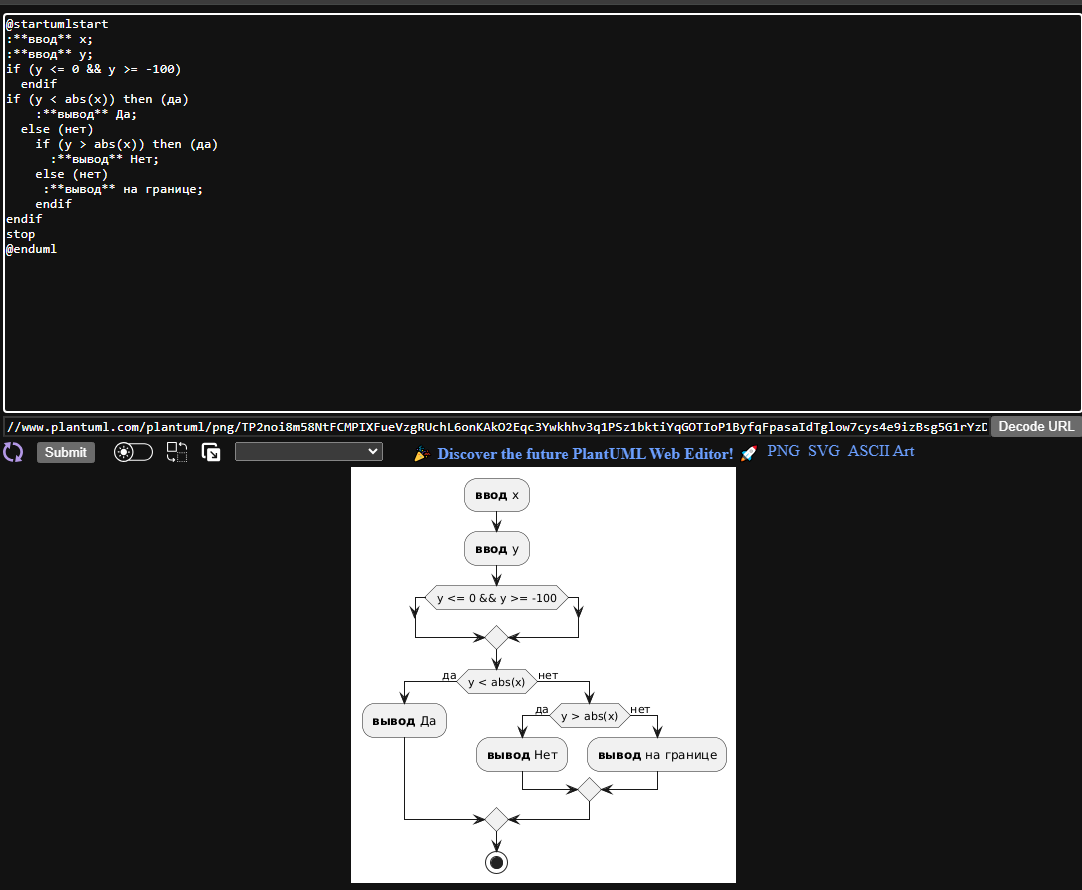 @startumlstart
:**ввод** x;
:**ввод** y;
if (y <= 0 && y >= -100)
  endif
if (y < abs(x)) then (да)
    :**вывод** Да;
  else (нет)
    if (y > abs(x)) then (да)
      :**вывод** Нет;
    else (нет)
     :**вывод** на границе;
    endif
endif
stop
@enduml
//www.plantuml.com/plantuml/png/TP2noi8m58NtFCMPIXFueVzgRUchL6onKAkO2Eqc3Ywkhhv3q1PSz1bktiYqGOTIoP1ByfqFpasaIdTglow7cys4e9izBsg5G1rYzD Decode URL
Submit 🎉 Discover the future PlantUML Web Editor! 🚀 PNG SVG ASCII Art
ввод x
ввод y
y <= 0 && y >= -100
да y < abs(x) нет
да y > abs(x) нет
вывод Да
вывод Нет вывод на границе